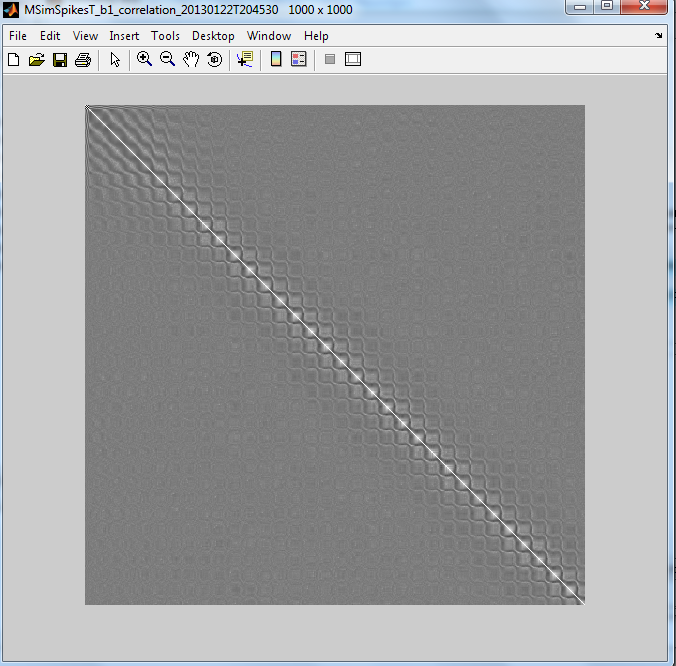 MSimSpikesT_b1_correlation_20130122T204530 1000 x 1000
File Edit View Insert Tools Desktop Window Help